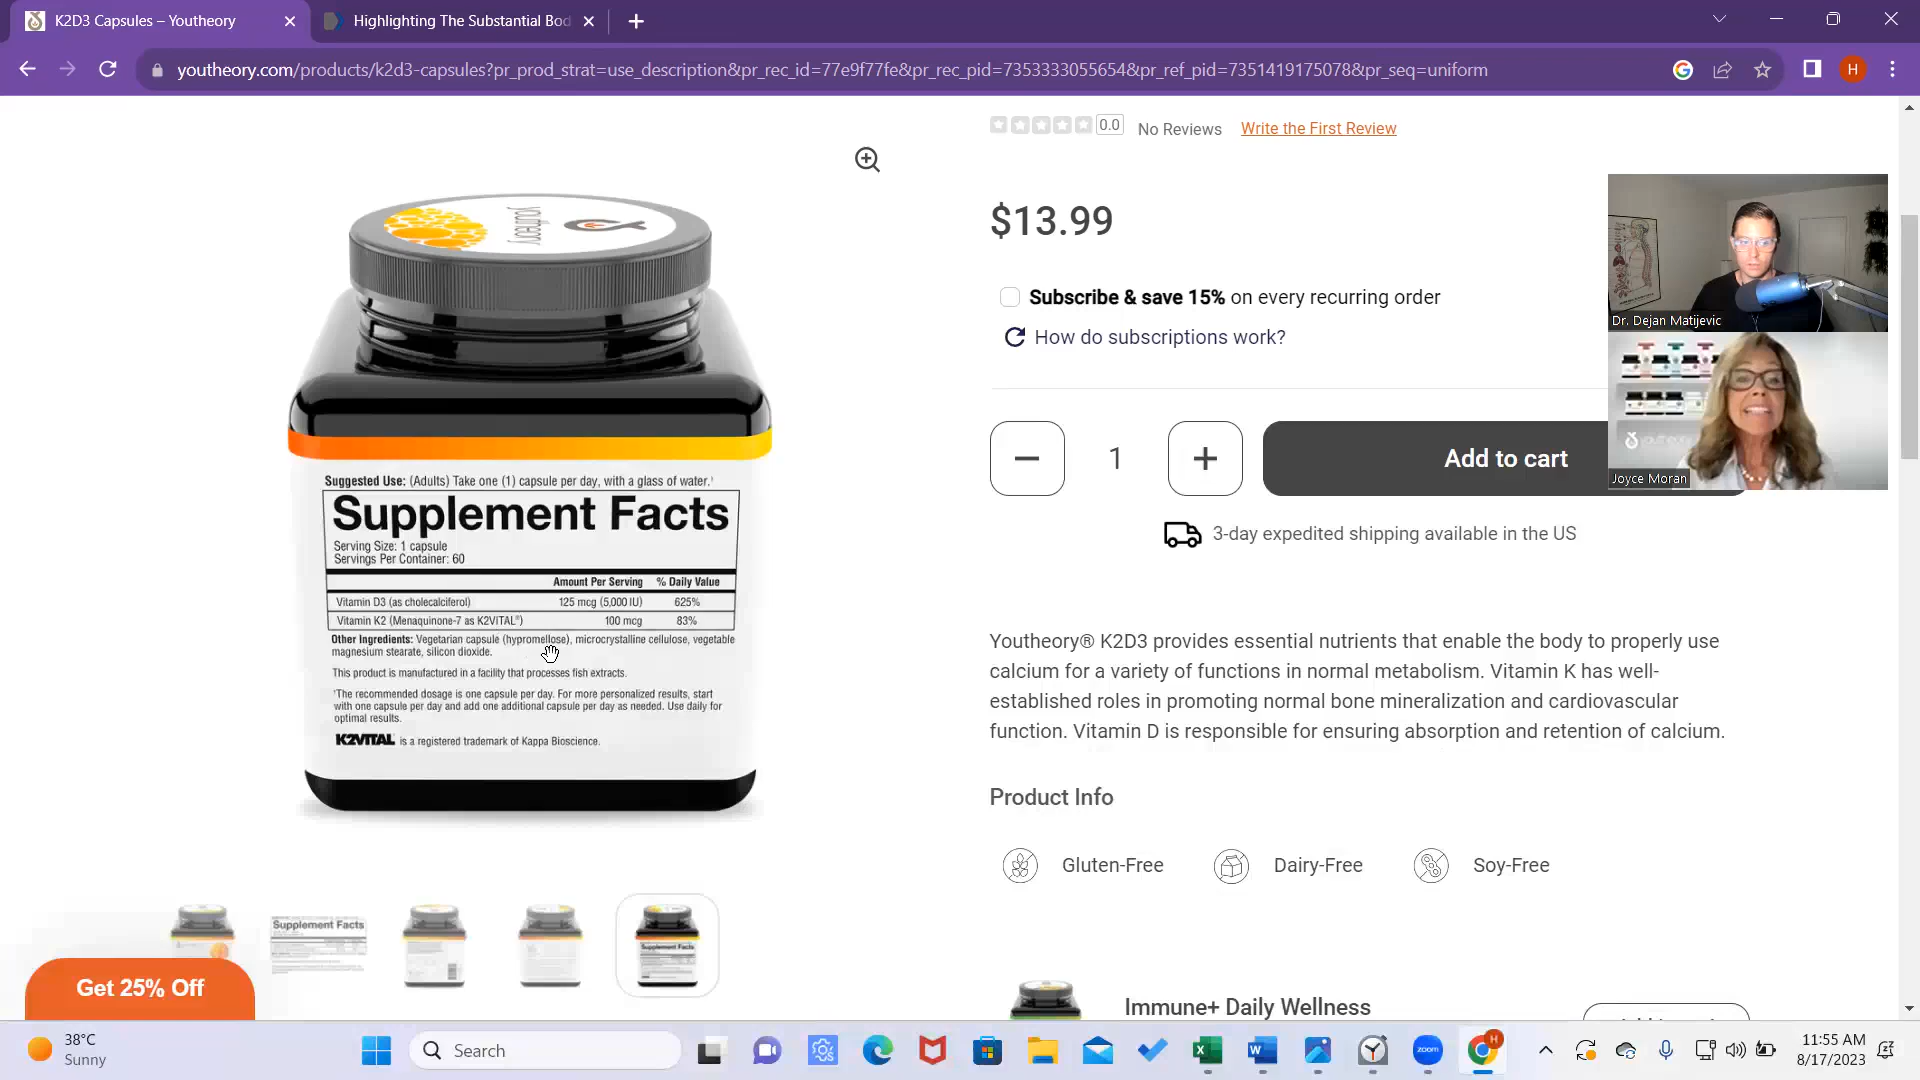 K2D3 Capsules – Youtheory
Highlighting The Substantial Bod
youtheory.com/products/k2d3-capsules?pr_prod_strat=use_description&pr_rec_id=77e9f77fe&pr_rec_pid=7353333055654&pr_ref_pid=7351419175078&pr_seq=uniform
H
0.0 No Reviews Write the First Review
youtheory
$13.99
Subscribe & save 15% on every recurring order
How do subscriptions work?
Dr. Dejan Matijevic
Joyce Moran
1
Add to cart
3-day expedited shipping available in the US
Suggested Use: (Adults) Take one (1) capsule per day, with a glass of water.†
Supplement Facts
Serving Size: 1 capsule
Servings Per Container: 60
Amount Per Serving % Daily Value
Vitamin D3 (as cholecalciferol) 125 mcg (5,000 IU) 625%
Vitamin K2 (Menaquinone-7 as K2VITAL®) 100 mcg 83%
Other Ingredients: Vegetarian capsule (hypromellose), microcrystalline cellulose, vegetable
magnesium stearate, silicon dioxide.
This product is manufactured in a facility that processes fish extracts.
†The recommended dosage is one capsule per day. For more personalized results, start
with one capsule per day and add one additional capsule per day as needed. Use daily for
optimal results.
K2VITAL® is a registered trademark of Kappa Bioscience.
Youtheory® K2D3 provides essential nutrients that enable the body to properly use
calcium for a variety of functions in normal metabolism. Vitamin K has well-
established roles in promoting normal bone mineralization and cardiovascular
function. Vitamin D is responsible for ensuring absorption and retention of calcium.
Product Info
Gluten-Free
Dairy-Free
Soy-Free
Supplement Facts
Supplement Facts
Get 25% Off
Immune+ Daily Wellness
38°C
Sunny
Search
zoom
H
11:55 AM
8/17/2023